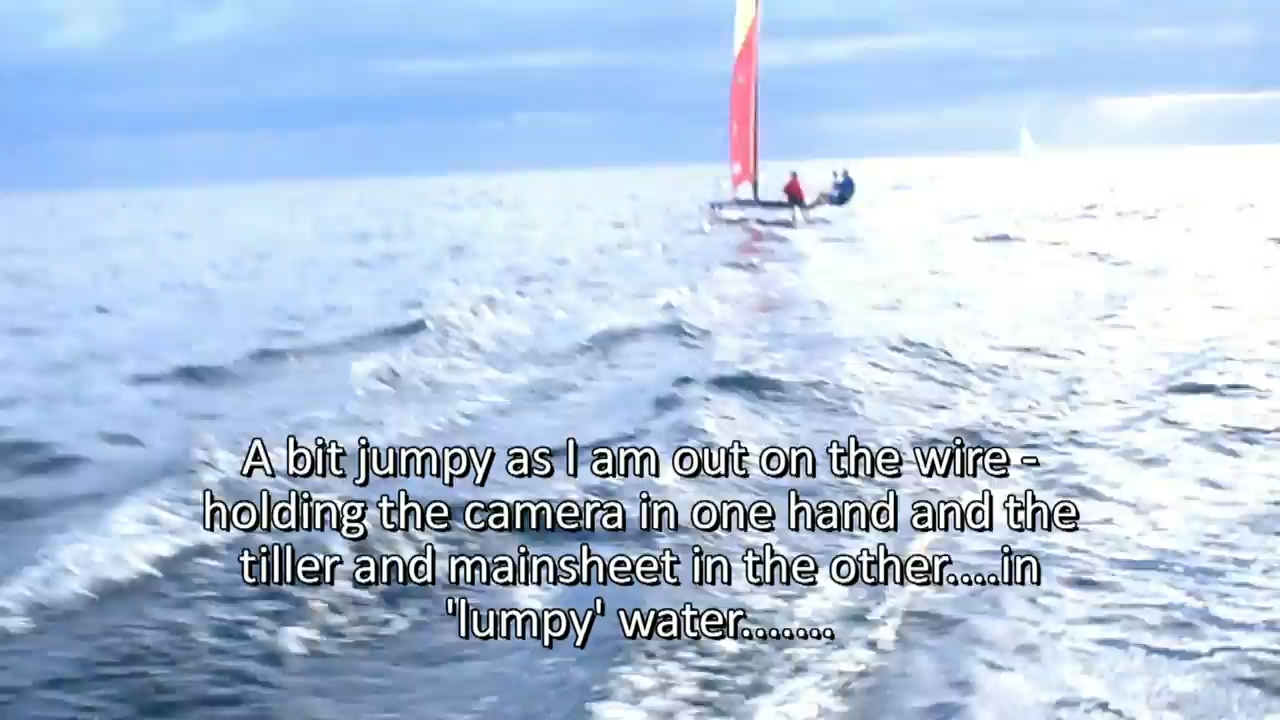 A bit jumpy as I am out on the wire -
holding the camera in one hand and the
tiller and mainsheet in the other....in
'lumpy' water.......